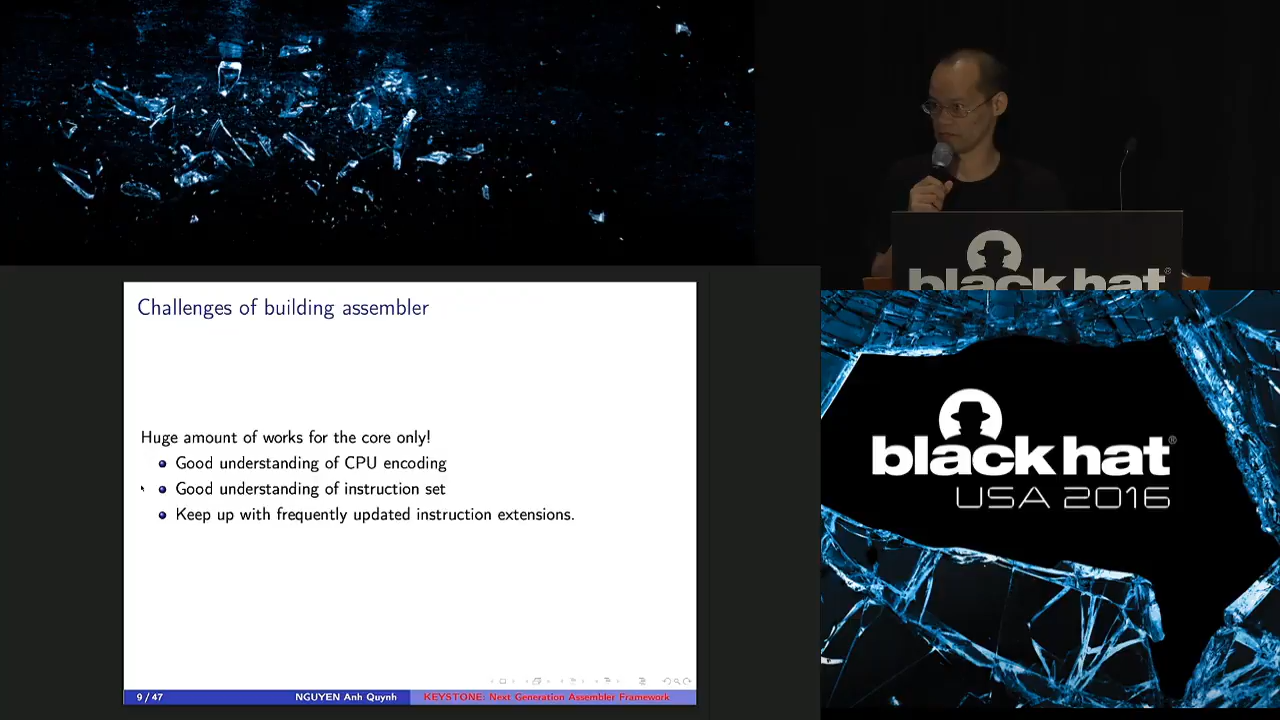 black hat®
Challenges of building assembler
Huge amount of works for the core only!
Good understanding of CPU encoding
Good understanding of instruction set
Keep up with frequently updated instruction extensions.
9 / 47
NGUYEN Anh Quynh
KEYSTONE: Next Generation Assembler Framework
black hat®
USA 2016